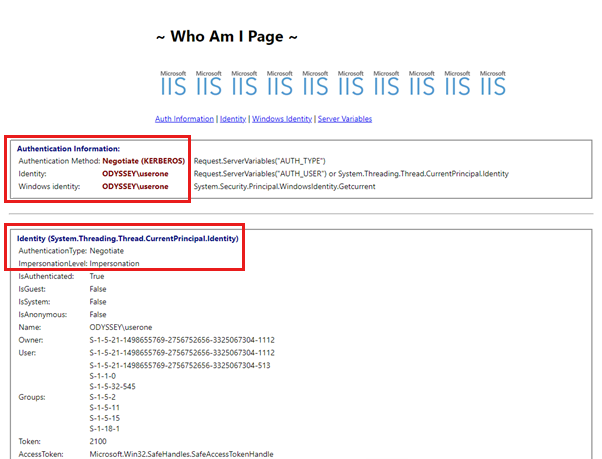 ~ Who Am I Page ~
Microsoft Microsoft Microsoft Microsoft Microsoft Microsoft Microsoft Microsoft Microsoft Microsoft
IIS IIS IIS IIS IIS IIS IIS IIS IIS IIS
Auth Information | Identity | Windows Identity | Server Variables
Authentication Information:
Authentication Method: Negotiate (KERBEROS) Request.ServerVariables("AUTH_TYPE")
Identity: ODYSSEY\userone Request.ServerVariables("AUTH_USER") or System.Threading.Thread.CurrentPrincipal.Identity
Windows identity: ODYSSEY\userone System.Security.Principal.WindowsIdentity.Getcurrent
Identity (System.Threading.Thread.CurrentPrincipal.Identity)
AuthenticationType: Negotiate
ImpersonationLevel: Impersonation
IsAuthenticated: True
IsGuest: False
IsSystem: False
IsAnonymous: False
Name: ODYSSEY\userone
Owner: S-1-5-21-1498655769-2756752656-3325067304-1112
User: S-1-5-21-1498655769-2756752656-3325067304-1112
S-1-5-21-1498655769-2756752656-3325067304-513
S-1-1-0
S-1-5-32-545
Groups: S-1-5-2
S-1-5-11
S-1-5-15
S-1-18-1
Token: 2100
AccessToken: Microsoft.Win32.SafeHandles.SafeAccessTokenHandle